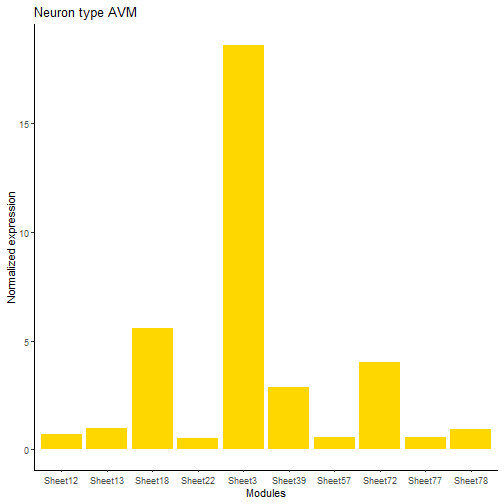 Neuron type AVM
Normalized expression
15
10
5
0
Sheet12 Sheet13 Sheet18 Sheet22 Sheet3 Sheet39 Sheet57 Sheet72 Sheet77 Sheet78
Modules